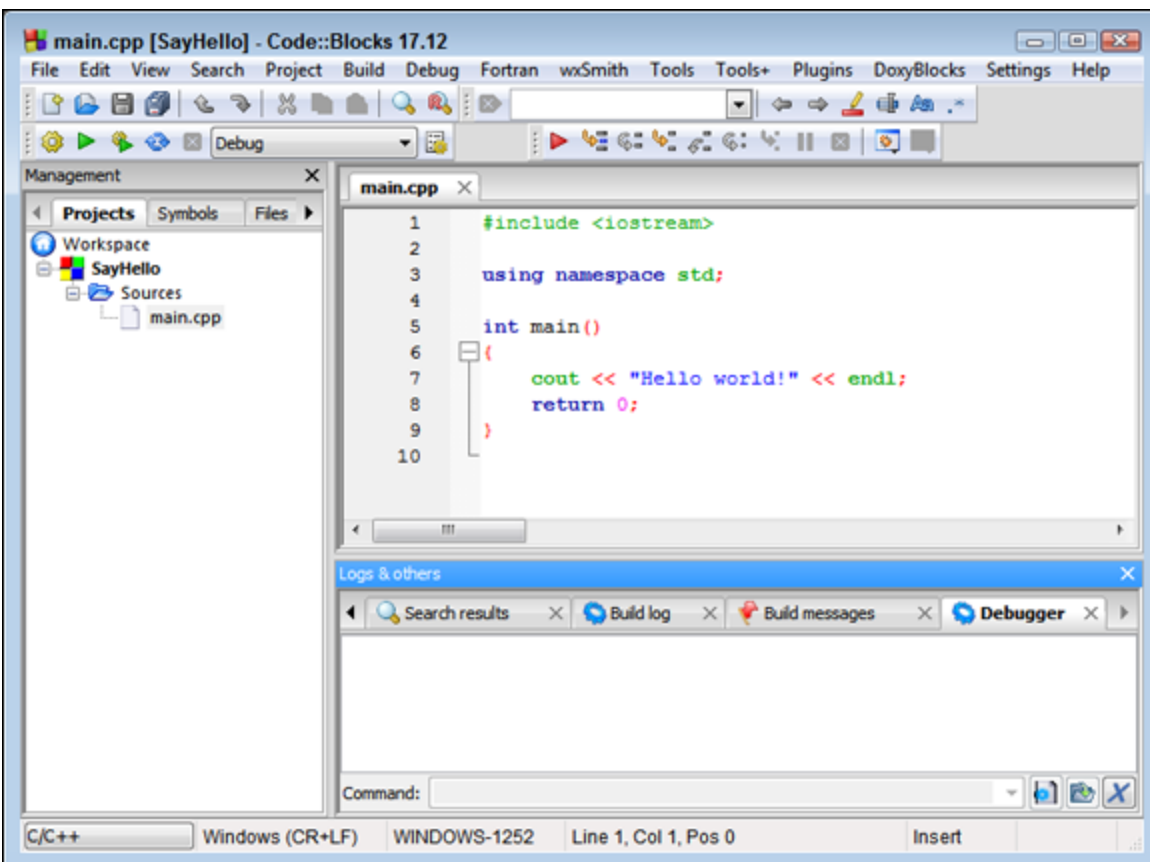 main.cpp [SayHello] - Code::Blocks 17.12
File Edit View Search Project Build Debug Fortran wxSmith Tools Tools+ Plugins DoxyBlocks Settings Help
Debug
Management
Projects Symbols Files
Workspace
SayHello
Sources
main.cpp
main.cpp
1 #include <iostream>
2
3 using namespace std;
4
5 int main()
6 {
7 cout << "Hello world!" << endl;
8 return 0;
9 }
10
Logs & others
Search results Build log Build messages Debugger
Command:
C/C++ Windows (CR+LF) WINDOWS-1252 Line 1, Col 1, Pos 0 Insert